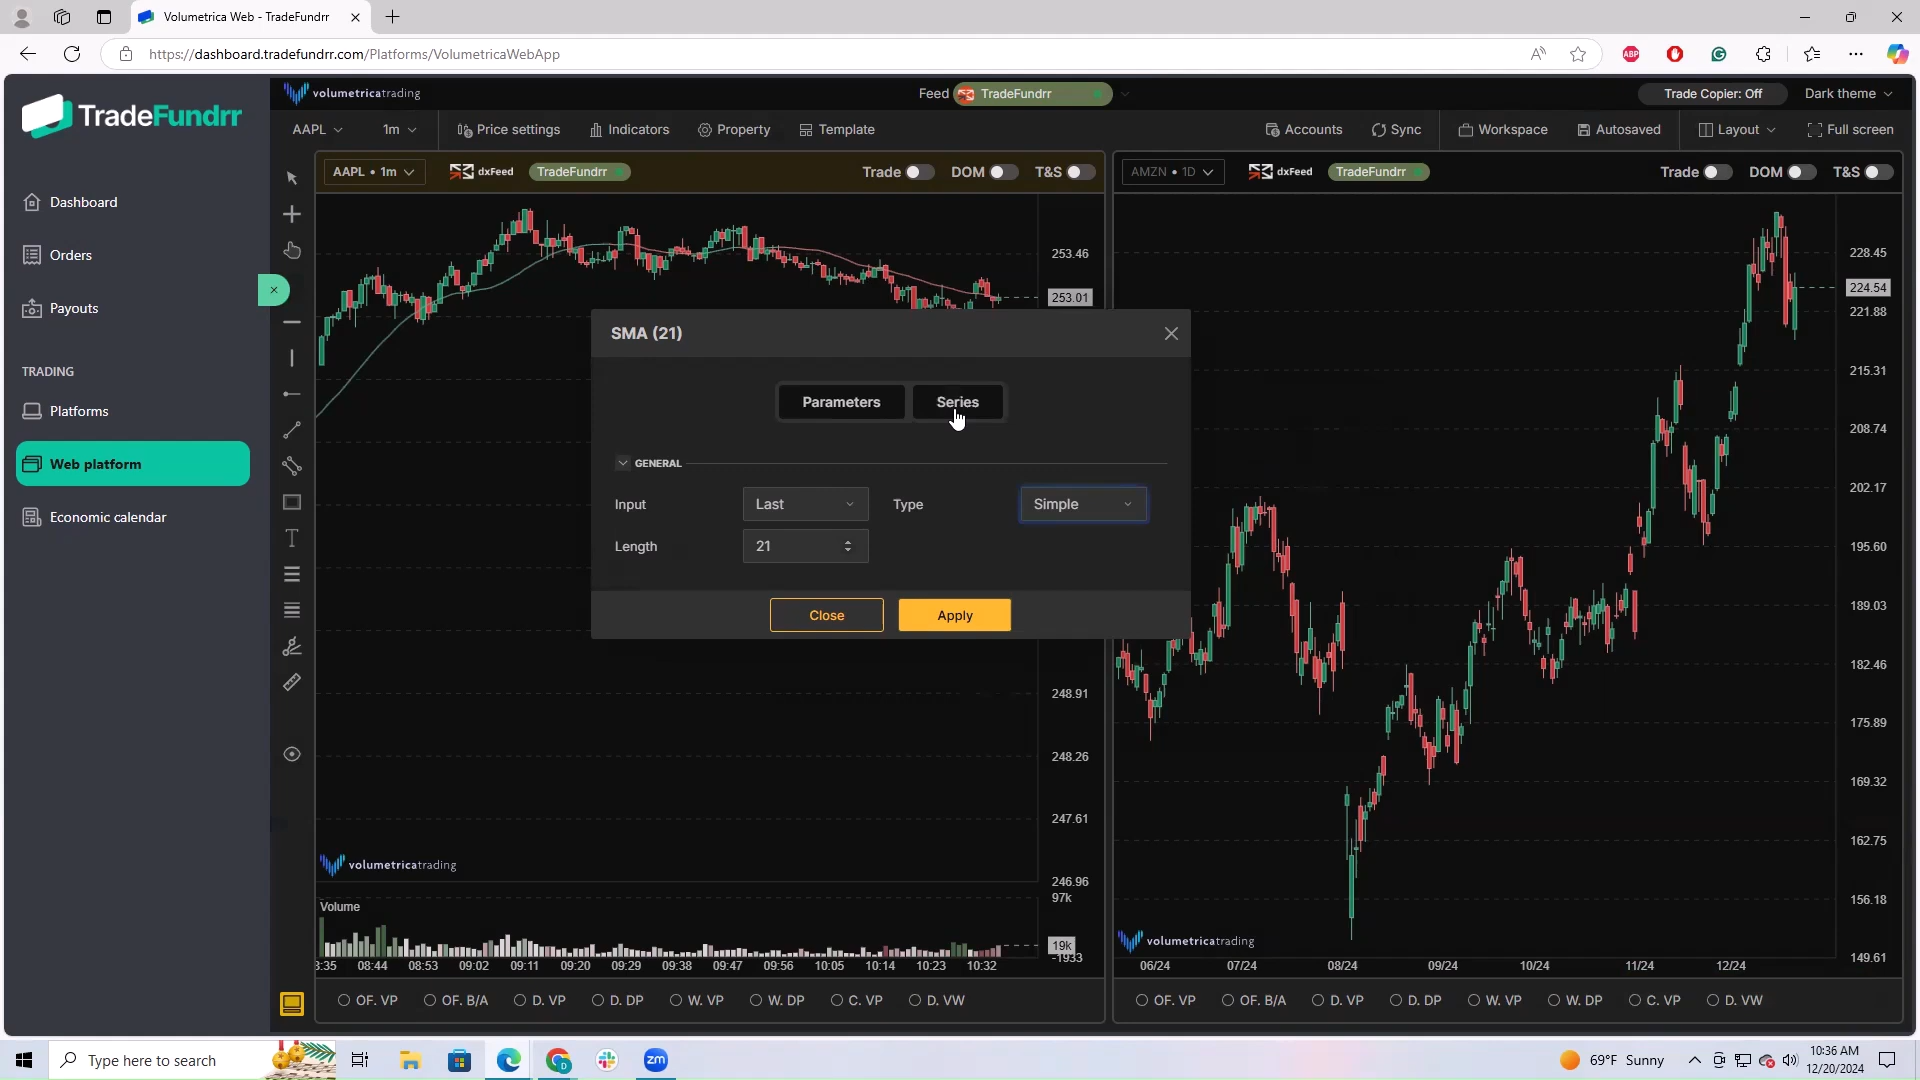 Volumetrica Web - TradeFundrr
https://dashboard.tradefundrr.com/Platforms/VolumetricaWebApp
ABP
TradeFundrr
Dashboard
Orders
Payouts
TRADING
Platforms
Web platform
Economic calendar
volumetricatrading
Feed TradeFundrr
Trade Copier: Off Dark theme
AAPL 1m Price settings Indicators Property Template
Accounts Sync Workspace Autosaved Layout Full screen
AAPL • 1m dxFeed TradeFundrr Trade DOM T&S
253.46
253.01
248.91
248.26
247.61
246.96
volumetricatrading
97k
Volume
19k
-1933
3:35 08:44 08:53 09:02 09:11 09:20 09:29 09:38 09:47 09:56 10:05 10:14 10:23 10:32
OF. VP OF. B/A D. VP D. DP W. VP W. DP C. VP D. VW
SMA (21)
Parameters Series
GENERAL
Input Last Type Simple
Length 21
Close Apply
AMZN • 1D dxFeed TradeFundrr Trade DOM T&S
228.45
224.54
221.88
215.31
208.74
202.17
195.60
189.03
182.46
175.89
169.32
162.75
156.18
149.61
volumetricatrading
06/24 07/24 08/24 09/24 10/24 11/24 12/24
OF. VP OF. B/A D. VP D. DP W. VP W. DP C. VP D. VW
Type here to search
zm
69°F Sunny
10:36 AM
12/20/2024